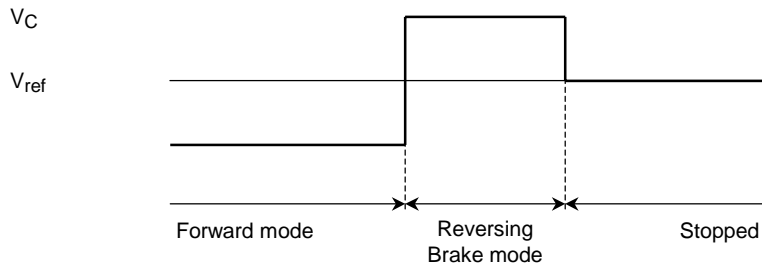 VC
Vref
Forward mode
Reversing
Brake mode
Stopped